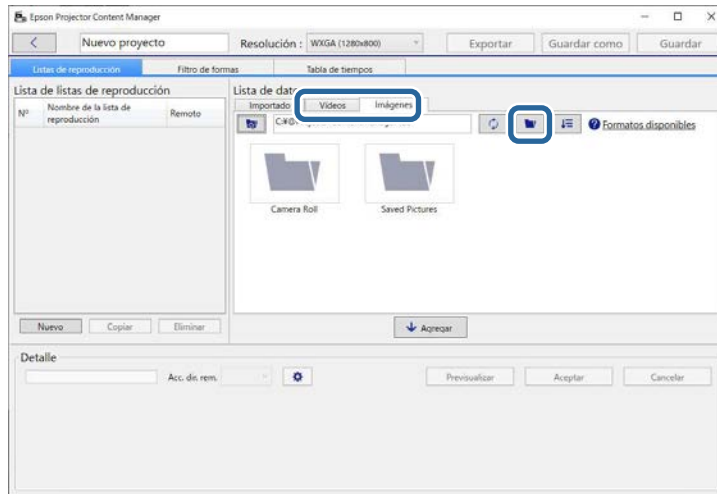 Epson Projector Content Manager
Nuevo proyecto
Resolución :
WXGA (1280x800)
Exportar
Guardar como
Guardar
Listas de reproducción
Filtro de formas
Tabla de tiempos
Lista de listas de reproducción
Nº
Nombre de la lista de
reproducción
Remoto
Lista de dato
Importado
Vídeos
Imágenes
Formatos disponibles
Camera Roll
Saved Pictures
Nuevo
Copiar
Eliminar
Agregar
Detalle
Acc. dir. rem.
Previsualizar
Aceptar
Cancelar